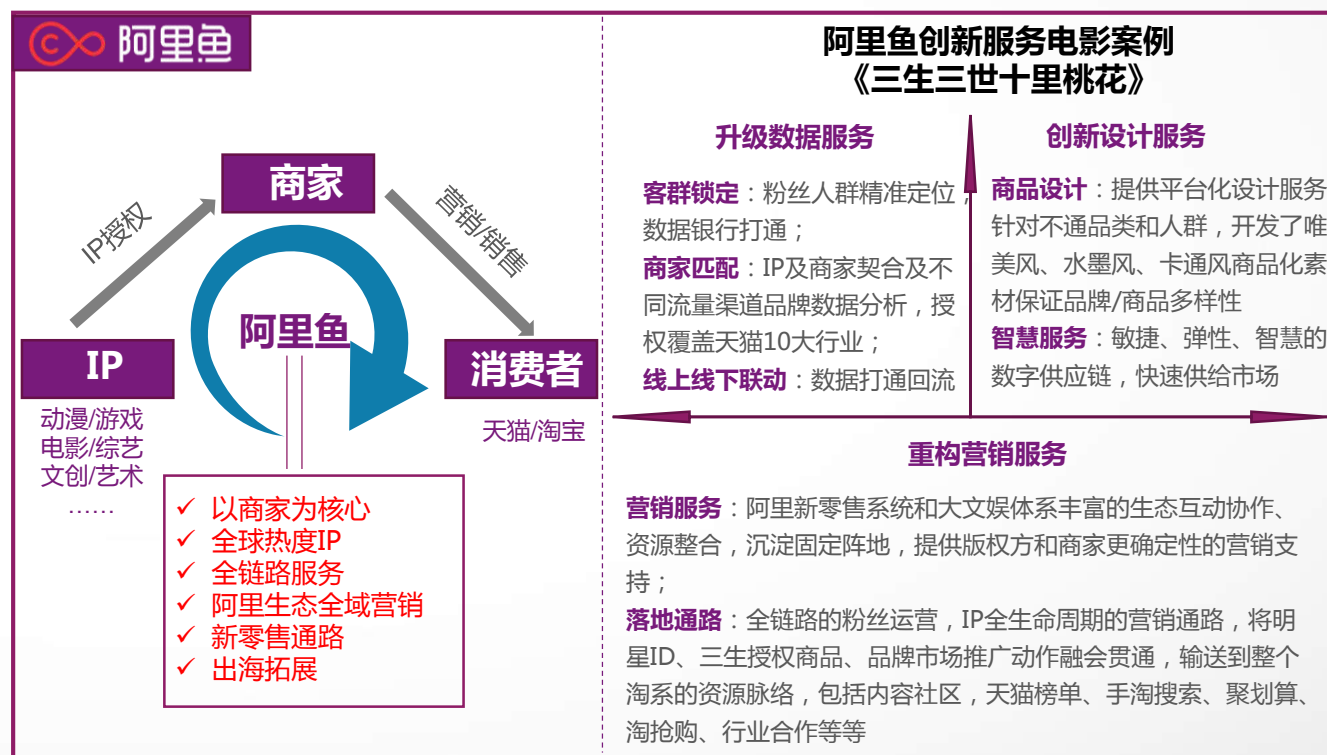 阿里鱼
商家
IP授权
营销/销售
阿里鱼
IP
动漫/游戏
电影/综艺
文创/艺术
……
消费者
天猫/淘宝
✓ 以商家为核心
✓ 全球热度IP
✓ 全链路服务
✓ 阿里生态全域营销
✓ 新零售通路
✓ 出海拓展
阿里鱼创新服务电影案例
《三生三世十里桃花》
升级数据服务
客群锁定：粉丝人群精准定位，
数据银行打通；
商家匹配：IP及商家契合及不
同流量渠道品牌数据分析，授
权覆盖天猫10大行业；
线上线下联动：数据打通回流
创新设计服务
商品设计：提供平台化设计服务
针对不通品类和人群，开发了唯
美风、水墨风、卡通风商品化素
材保证品牌/商品多样性
智慧服务：敏捷、弹性、智慧的
数字供应链，快速供给市场
重构营销服务
营销服务：阿里新零售系统和大文娱体系丰富的生态互动协作、
资源整合，沉淀固定阵地，提供版权方和商家更确定性的营销支
持；
落地通路：全链路的粉丝运营，IP全生命周期的营销通路，将明
星ID、三生授权商品、品牌市场推广动作融会贯通，输送到整个
淘系的资源脉络，包括内容社区，天猫榜单、手淘搜索、聚划算、
淘抢购、行业合作等等